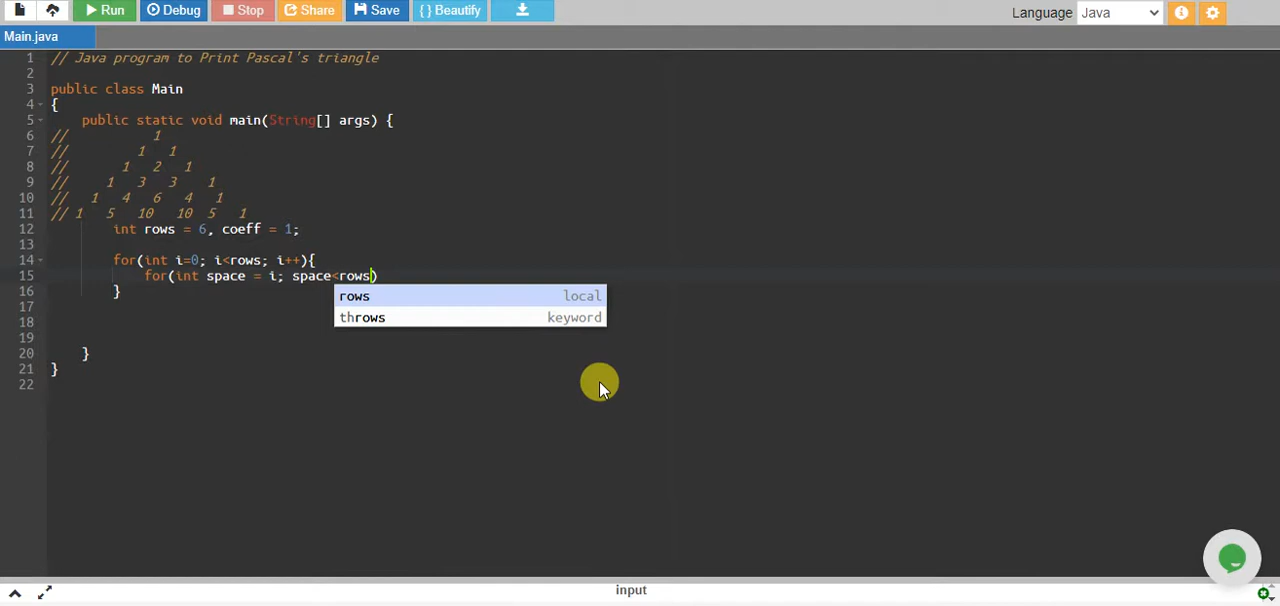 Run Debug Stop Share Save { } Beautify Language Java
Main.java
1 // Java program to Print Pascal's triangle
2
3 public class Main
4 {
5 public static void main(String[] args) {
6 // 1
7 // 1 1
8 // 1 2 1
9 // 1 3 3 1
10 // 1 4 6 4 1
11 // 1 5 10 10 5 1
12 int rows = 6, coeff = 1;
13
14 for(int i=0; i<rows; i++){
15 for(int space = i; space<rows)
16 }
rows local
17
throws keyword
18
19
20 }
21 }
22
input